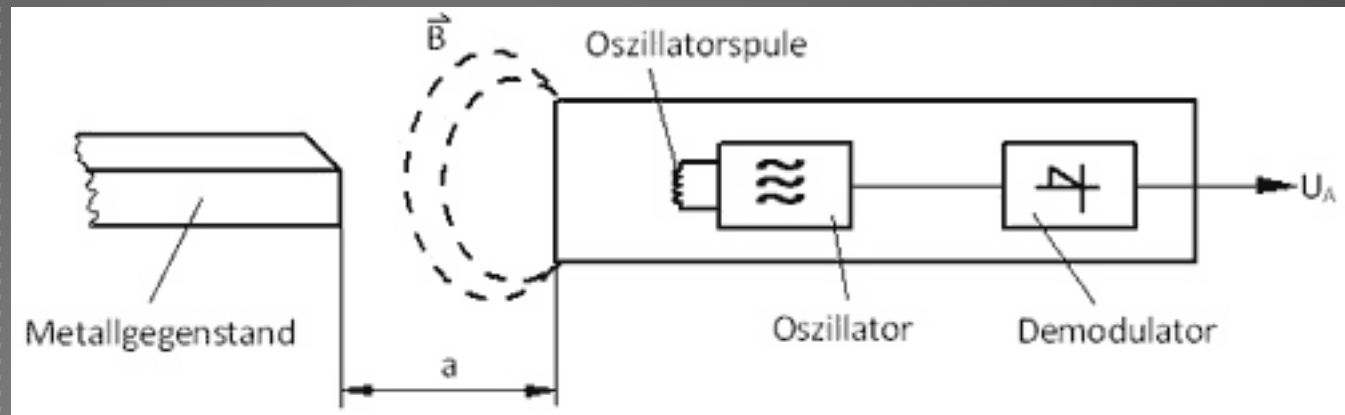 B
Oszillatorspule
U_A
Metallgegenstand
Oszillator
Demodulator
a